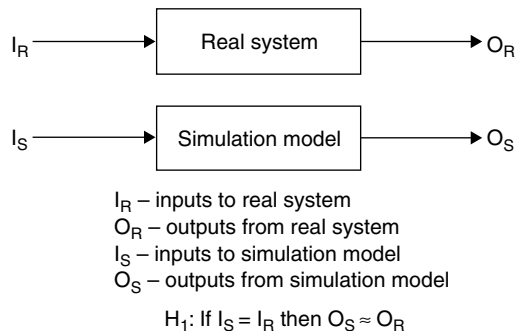 I_R Real system O_R
I_S Simulation model O_S
I_R – inputs to real system
O_R – outputs from real system
I_S – inputs to simulation model
O_S – outputs from simulation model
H_1: If I_S = I_R then O_S ≈ O_R